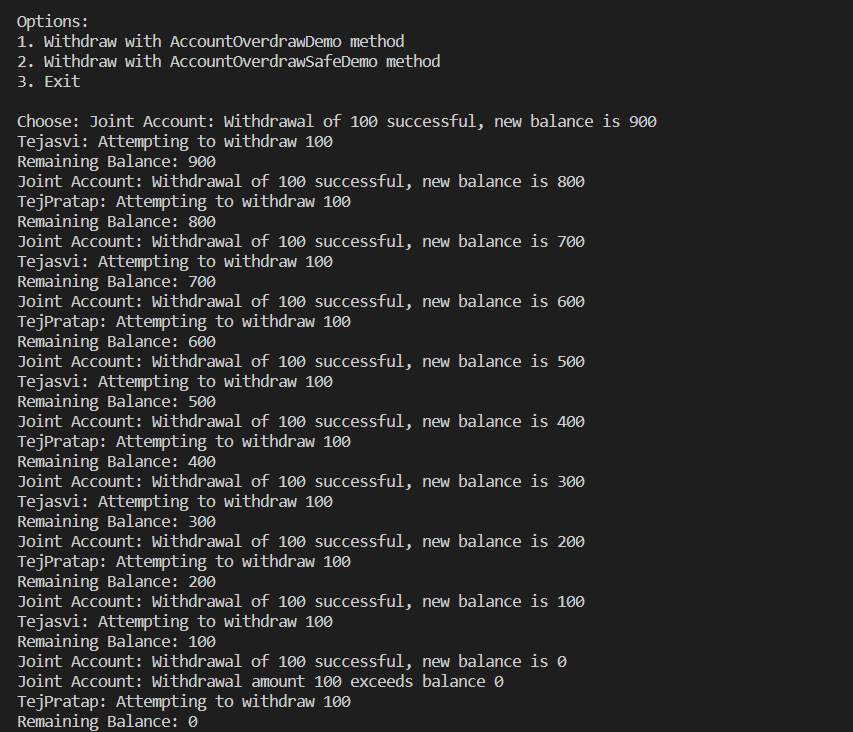 Options:
1. Withdraw with AccountOverdrawDemo method
2. Withdraw with AccountOverdrawSafeDemo method
3. Exit
Choose: Joint Account: Withdrawal of 100 successful, new balance is 900
Tejasvi: Attempting to withdraw 100
Remaining Balance: 900
Joint Account: Withdrawal of 100 successful, new balance is 800
TejPratap: Attempting to withdraw 100
Remaining Balance: 800
Joint Account: Withdrawal of 100 successful, new balance is 700
Tejasvi: Attempting to withdraw 100
Remaining Balance: 700
Joint Account: Withdrawal of 100 successful, new balance is 600
TejPratap: Attempting to withdraw 100
Remaining Balance: 600
Joint Account: Withdrawal of 100 successful, new balance is 500
Tejasvi: Attempting to withdraw 100
Remaining Balance: 500
Joint Account: Withdrawal of 100 successful, new balance is 400
TejPratap: Attempting to withdraw 100
Remaining Balance: 400
Joint Account: Withdrawal of 100 successful, new balance is 300
Tejasvi: Attempting to withdraw 100
Remaining Balance: 300
Joint Account: Withdrawal of 100 successful, new balance is 200
TejPratap: Attempting to withdraw 100
Remaining Balance: 200
Joint Account: Withdrawal of 100 successful, new balance is 100
Tejasvi: Attempting to withdraw 100
Remaining Balance: 100
Joint Account: Withdrawal of 100 successful, new balance is 0
Joint Account: Withdrawal amount 100 exceeds balance 0
TejPratap: Attempting to withdraw 100
Remaining Balance: 0